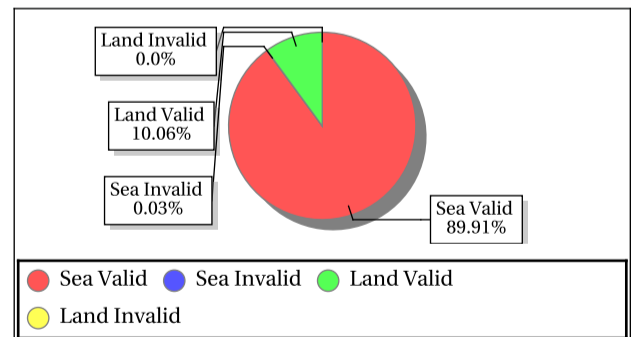 Land Invalid
0.0%
Land Valid
10.06%
Sea Invalid
0.03%
Sea Valid
89.91%
Sea Valid
Sea Invalid
Land Valid
Land Invalid